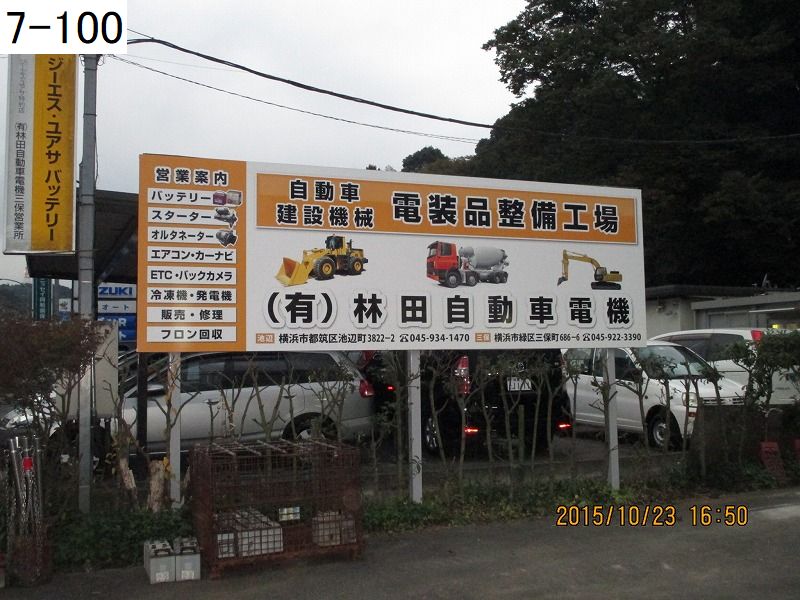 7-100
ジーエス・ユアサ バッテリー
(有)林田自動車電機三保営業所
営業案内
バッテリー
スターター
オルタネーター
エアコン・カーナビ
ETC・バックカメラ
冷凍機・発電機
販売・修理
フロン回収
自動車
建設機械
電装品整備工場
(有)林田自動車電機
池辺 横浜市都筑区池辺町3822-2 ☎045-934-1470 三保 横浜市緑区三保町686-6 ☎045-922-3390
UZUKI
オート
2015/10/23 16:50